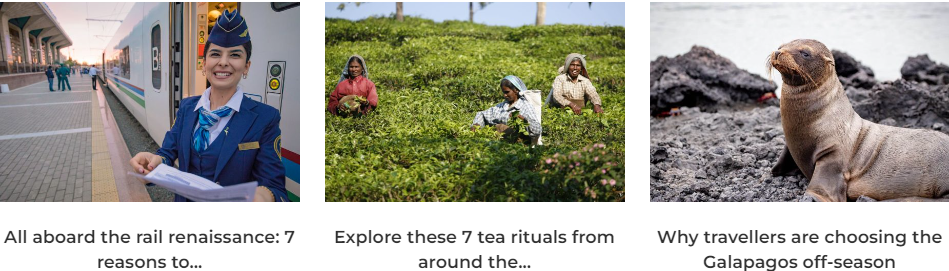 All aboard the rail renaissance: 7
reasons to...
Explore these 7 tea rituals from
around the...
Why travellers are choosing the
Galapagos off-season